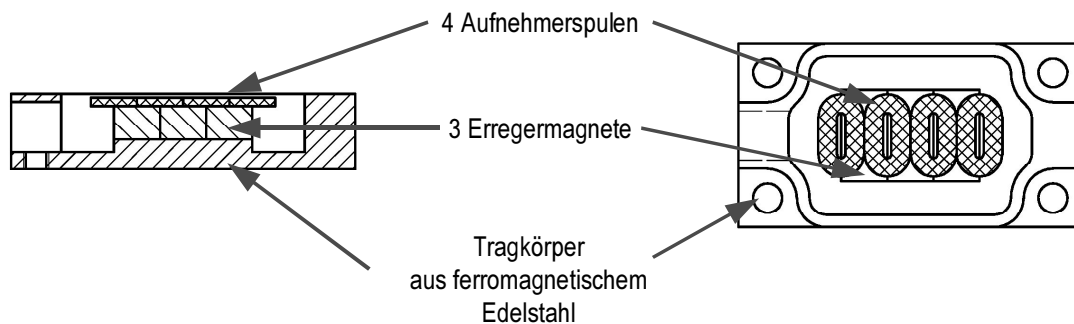 4 Aufnehmerspulen
3 Erregermagnete
Tragkörper
aus ferromagnetischem
Edelstahl